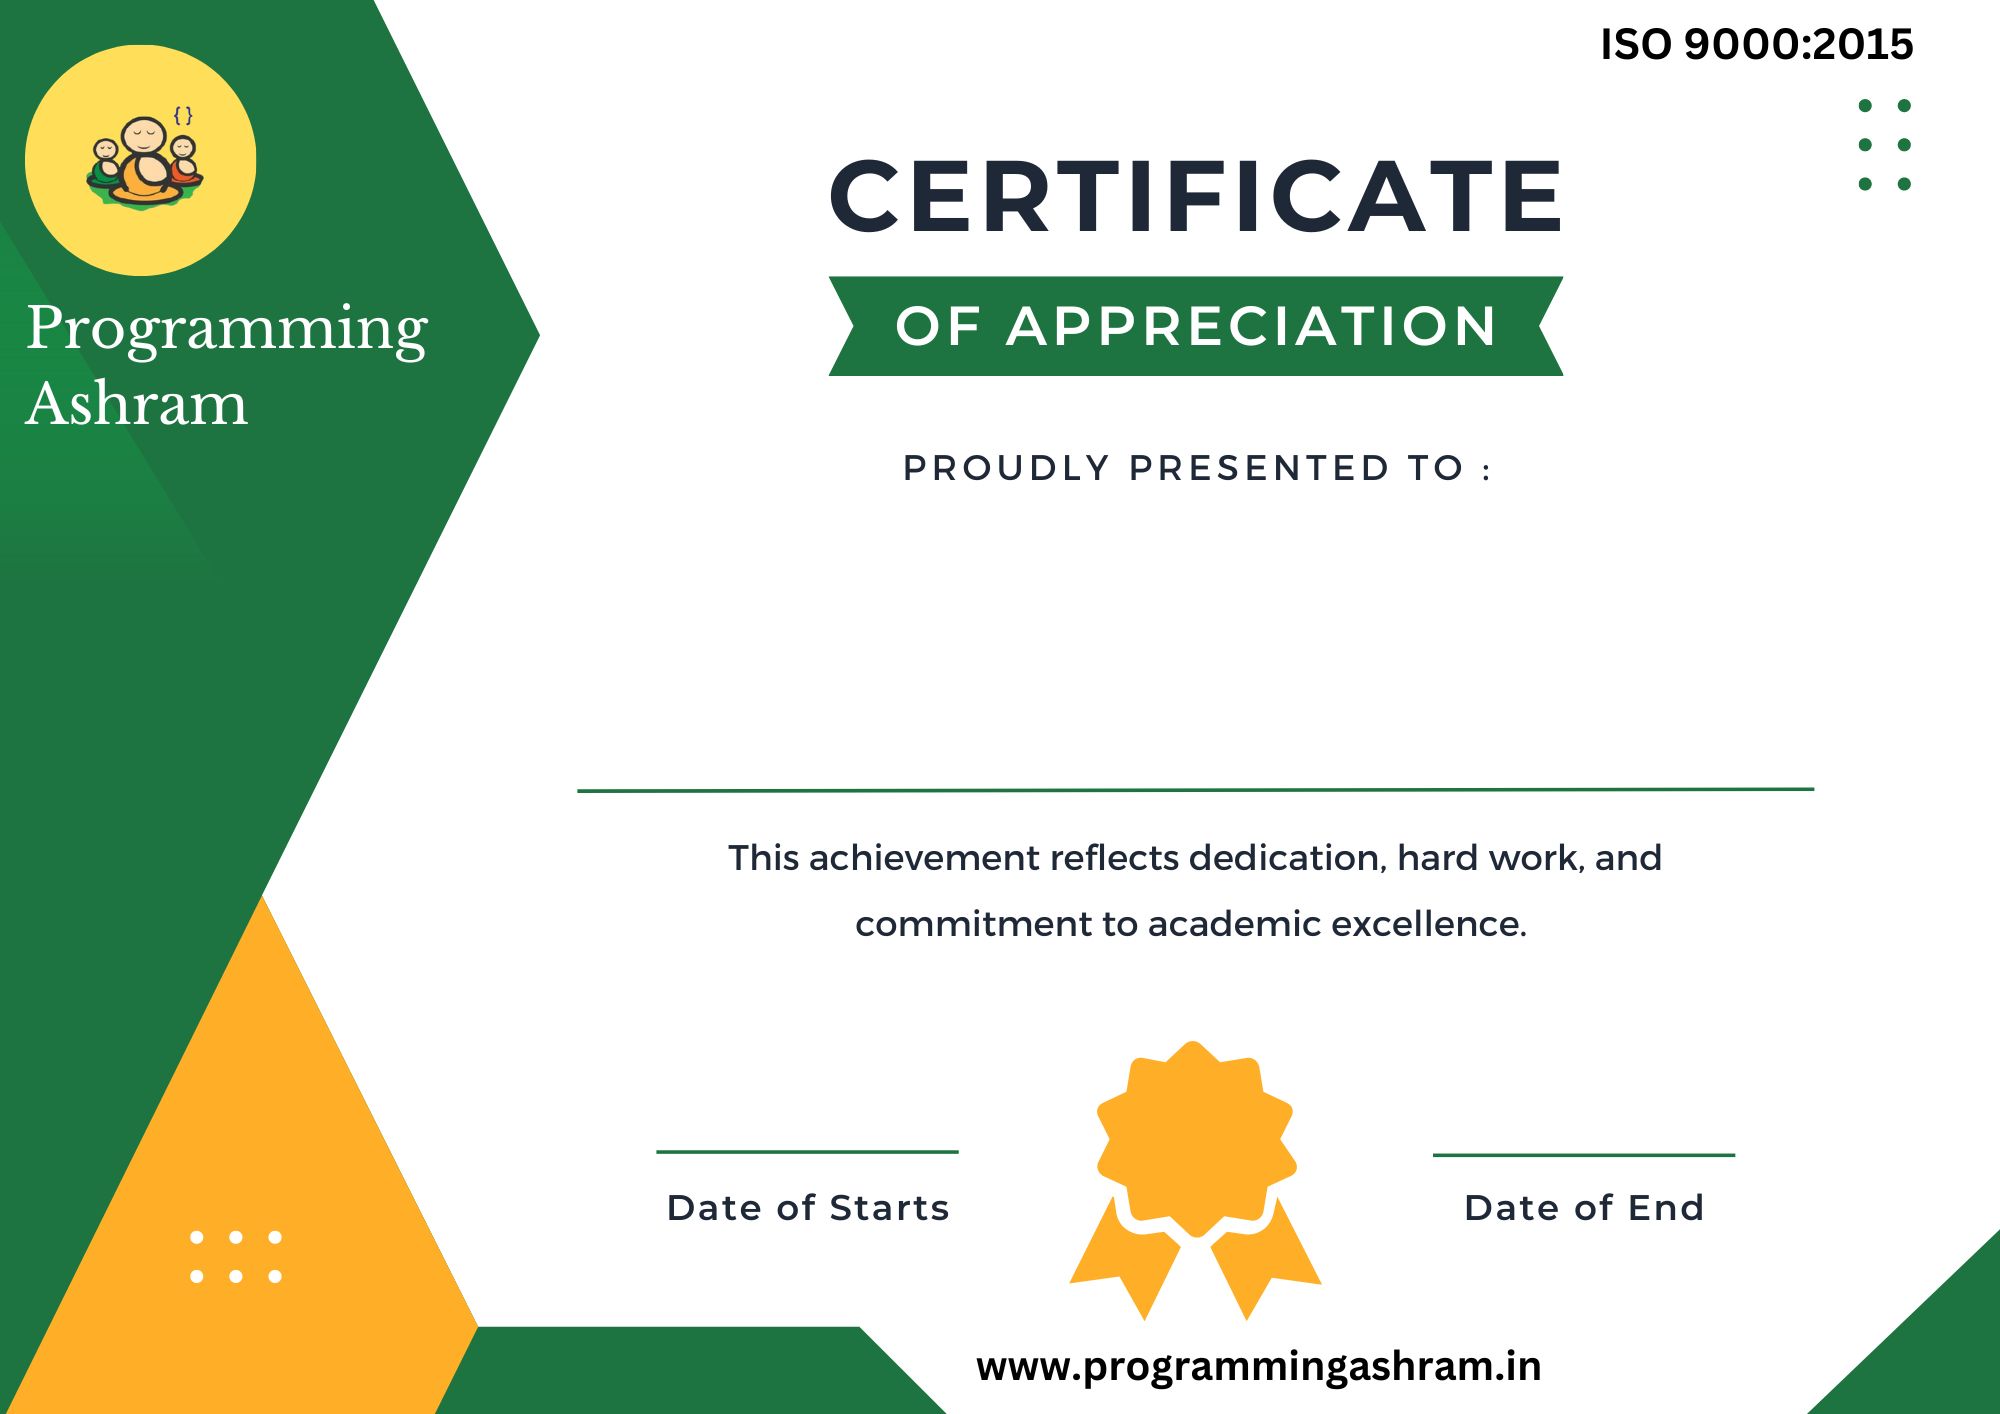 ISO 9000:2015
{}
Programming
Ashram
CERTIFICATE
OF APPRECIATION
PROUDLY PRESENTED TO :
This achievement reflects dedication, hard work, and
commitment to academic excellence.
Date of Starts
Date of End
www.programmingashram.in